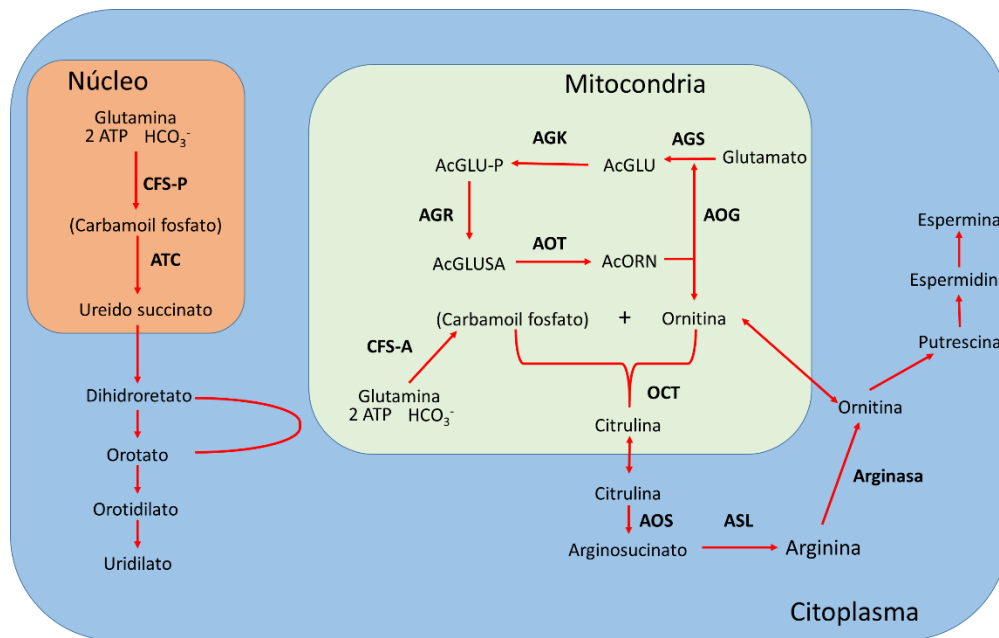 Núcleo
Glutamina
2 ATP HCO3-
CFS-P
(Carbamoil fosfato)
ATC
Ureido succinato
Dihidroretato
Orotato
Orotidilato
Uridilato
Mitocondria
AGK
AGS
AcGLU-P
AcGLU
Glutamato
AGR
AOT
AOG
AcGLUSA
AcORN
(Carbamoil fosfato) + Ornitina
CFS-A
Glutamina
2 ATP HCO3-
OCT
Citrulina
Citrulina
AOS
ASL
Arginosucinato
Arginina
Arginasa
Ornitina
Putrescina
Espermidin
Espermina
Citoplasma